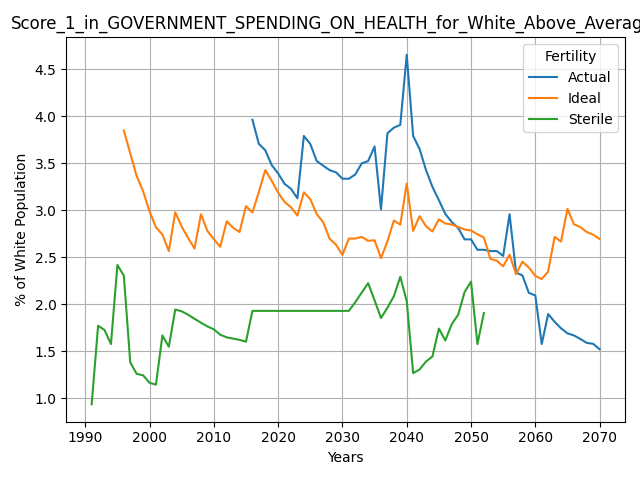 Score_1_in_GOVERNMENT_SPENDING_ON_HEALTH_for_White_Above_Averag
% of White Population
4.5
4.0
3.5
3.0
2.5
2.0
1.5
1.0
Fertility
Actual
Ideal
Sterile
1990 2000 2010 2020 2030 2040 2050 2060 2070
Years